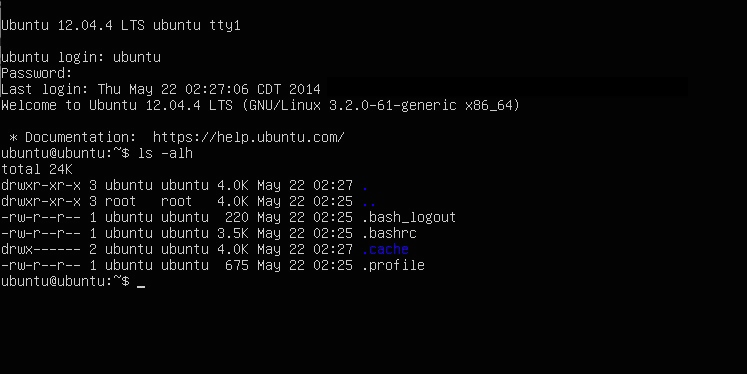 Ubuntu 12.04.4 LTS ubuntu tty1
ubuntu login: ubuntu
Password:
Last login: Thu May 22 02:27:06 CDT 2014
Welcome to Ubuntu 12.04.4 LTS (GNU/Linux 3.2.0-61-generic x86_64)
* Documentation:  https://help.ubuntu.com/
ubuntu@ubuntu:~$ ls -alh
total 24K
drwxr-xr-x 3 ubuntu ubuntu 4.0K May 22 02:27 .
drwxr-xr-x 3 root   root   4.0K May 22 02:25 ..
-rw-r--r-- 1 ubuntu ubuntu  220 May 22 02:25 .bash_logout
-rw-r--r-- 1 ubuntu ubuntu 3.5K May 22 02:25 .bashrc
drwx------ 2 ubuntu ubuntu 4.0K May 22 02:27 .cache
-rw-r--r-- 1 ubuntu ubuntu  675 May 22 02:25 .profile
ubuntu@ubuntu:~$ _